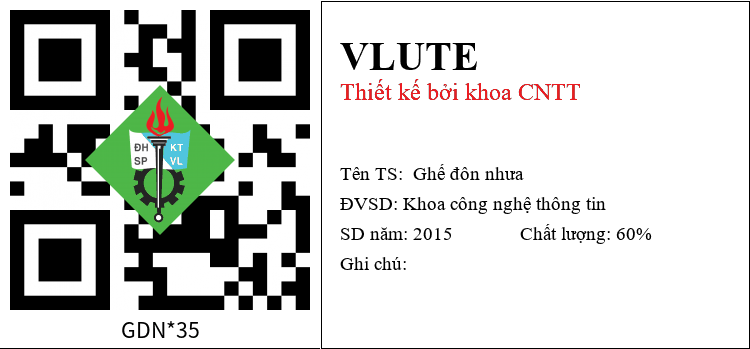 ĐH KT
SP VL
GDN*35
VLUTE
Thiết kế bởi khoa CNTT
Tên TS: Ghế đôn nhưa
ĐVSD: Khoa công nghệ thông tin
SD năm: 2015 Chất lượng: 60%
Ghi chú: